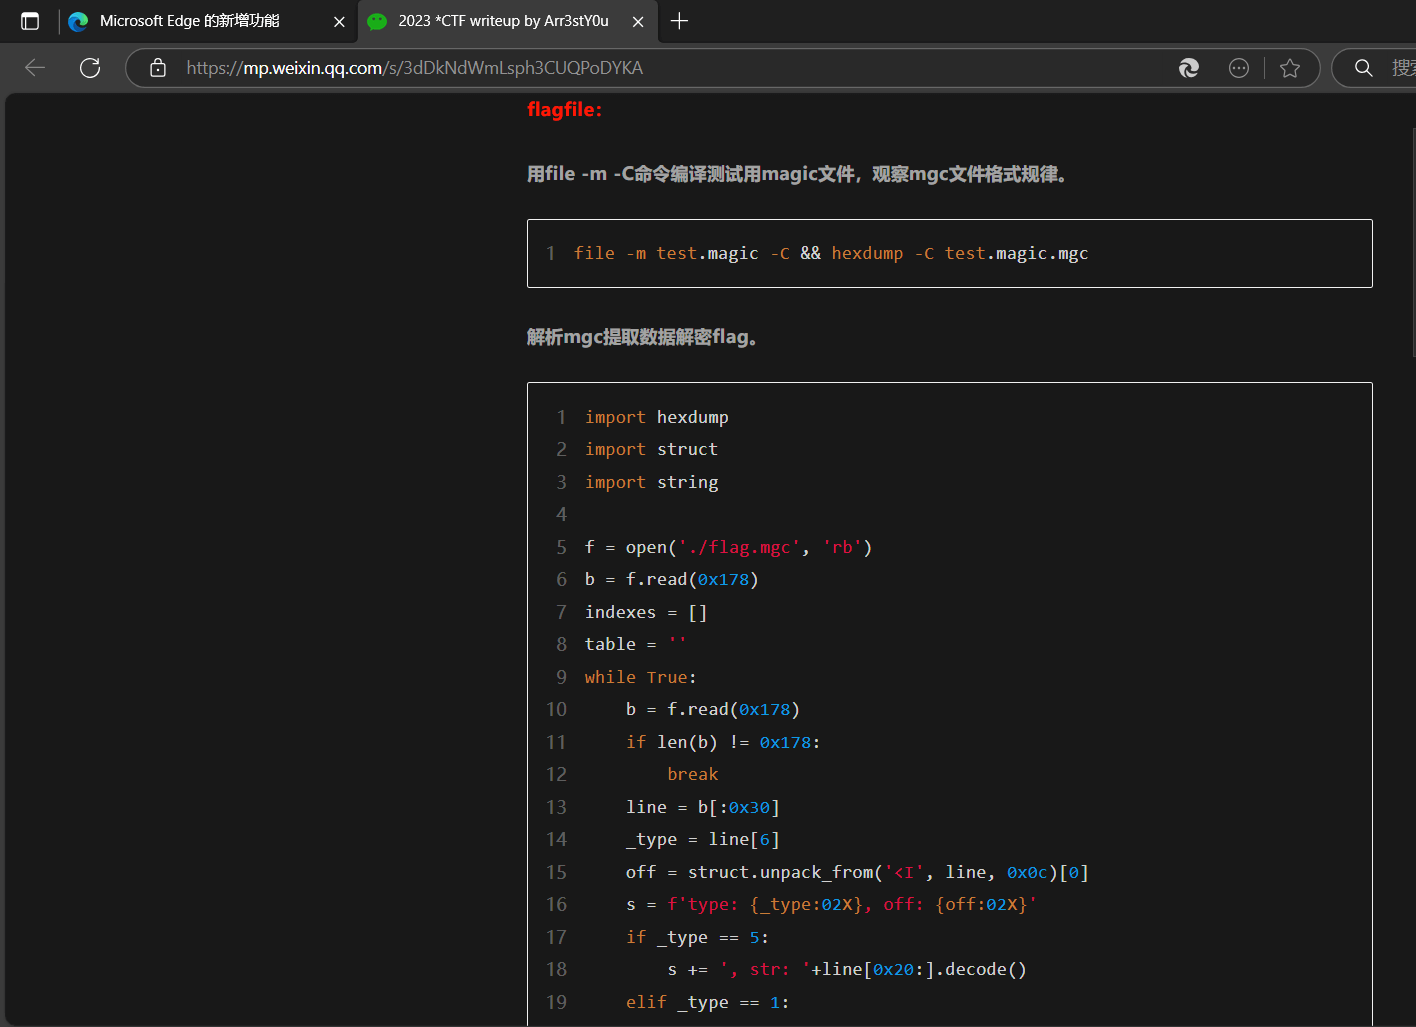 Microsoft Edge 的新增功能
2023 *CTF writeup by Arr3stY0u
https://mp.weixin.qq.com/s/3dDkNdWmLsph3CUQPoDYKA
flagfile：
用file -m -C命令编译测试用magic文件，观察mgc文件格式规律。
1 file -m test.magic -C && hexdump -C test.magic.mgc
解析mgc提取数据解密flag。
1 import hexdump
2 import struct
3 import string
4
5 f = open('./flag.mgc', 'rb')
6 b = f.read(0x178)
7 indexes = []
8 table = ''
9 while True:
10     b = f.read(0x178)
11     if len(b) != 0x178:
12         break
13     line = b[:0x30]
14     _type = line[6]
15     off = struct.unpack_from('<I', line, 0x0c)[0]
16     s = f'type: {_type:02X}, off: {off:02X}'
17     if _type == 5:
18         s += ', str: '+line[0x20:].decode()
19     elif _type == 1: